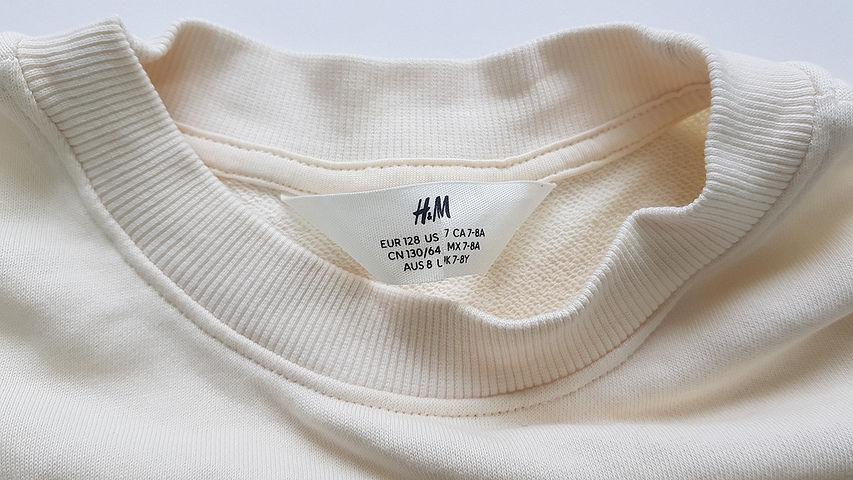 H&M
EUR 128 US 7 CA 7-8A
CN 130/64 MX 7-8A
AUS 8 UK 7-8Y